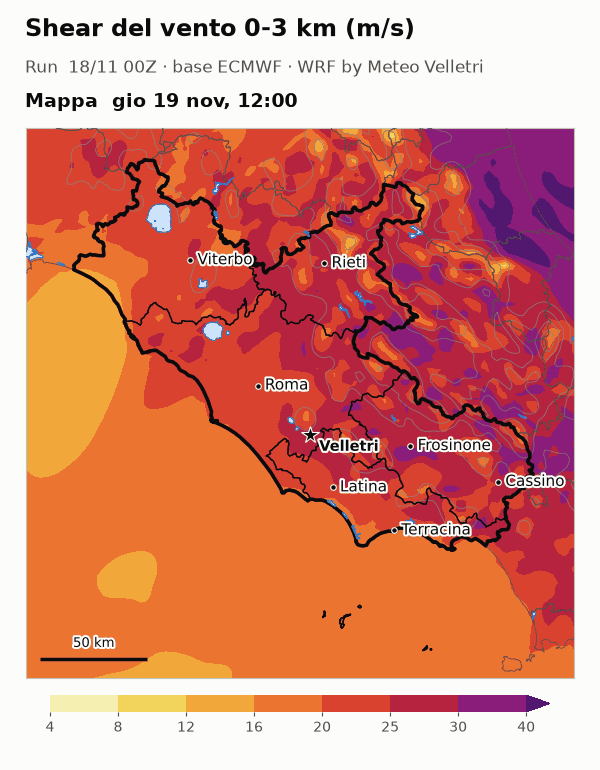 Shear del vento 0-3 km (m/s)
Run  18/11 00Z · base ECMWF · WRF by Meteo Velletri
Mappa  gio 19 nov, 12:00
Viterbo
Rieti
Roma
Velletri
Frosinone
Latina
Cassino
Terracina
50 km
4 8 12 16 20 25 30 40